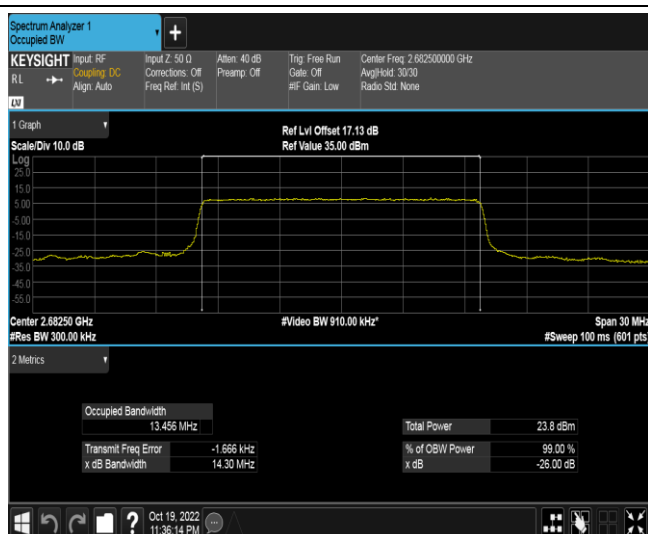 Spectrum Analyzer 1
Occupied BW
+
KEYSIGHT Input: RF Input Z: 50 Ω Atten: 40 dB Trig: Free Run Center Freq: 2.682500000 GHz
RL Coupling: DC Corrections: Off Preamp: Off Gate: Off Avg|Hold: 30/30
Align: Auto Freq Ref: Int (S) #IF Gain: Low Radio Std: None
LXI
1 Graph
Ref Lvl Offset 17.13 dB
Scale/Div 10.0 dB Ref Value 35.00 dBm
Log
25.0
15.0
5.00
-5.00
-15.0
-25.0
-35.0
-45.0
-55.0
Center 2.68250 GHz #Video BW 910.00 kHz* Span 30 MHz
#Res BW 300.00 kHz #Sweep 100 ms (601 pts)
2 Metrics
Occupied Bandwidth
13.456 MHz Total Power 23.8 dBm
Transmit Freq Error -1.666 kHz % of OBW Power 99.00 %
x dB Bandwidth 14.30 MHz x dB -26.00 dB
? Oct 19, 2022
11:36:14 PM